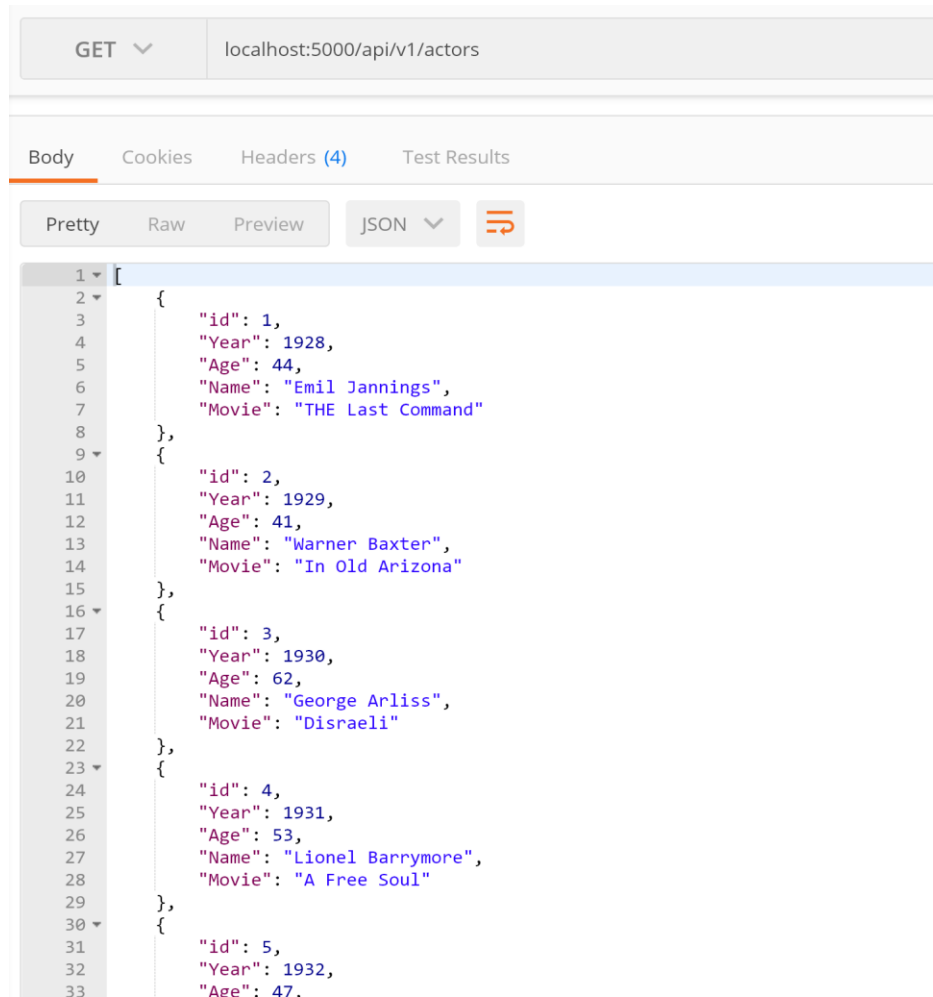 GET localhost:5000/api/v1/actors
Body Cookies Headers (4) Test Results
Pretty Raw Preview JSON
1 [
2 {
3 "id": 1,
4 "Year": 1928,
5 "Age": 44,
6 "Name": "Emil Jannings",
7 "Movie": "THE Last Command"
8 },
9 {
10 "id": 2,
11 "Year": 1929,
12 "Age": 41,
13 "Name": "Warner Baxter",
14 "Movie": "In Old Arizona"
15 },
16 {
17 "id": 3,
18 "Year": 1930,
19 "Age": 62,
20 "Name": "George Arliss",
21 "Movie": "Disraeli"
22 },
23 {
24 "id": 4,
25 "Year": 1931,
26 "Age": 53,
27 "Name": "Lionel Barrymore",
28 "Movie": "A Free Soul"
29 },
30 {
31 "id": 5,
32 "Year": 1932,
33 "Age": 47,